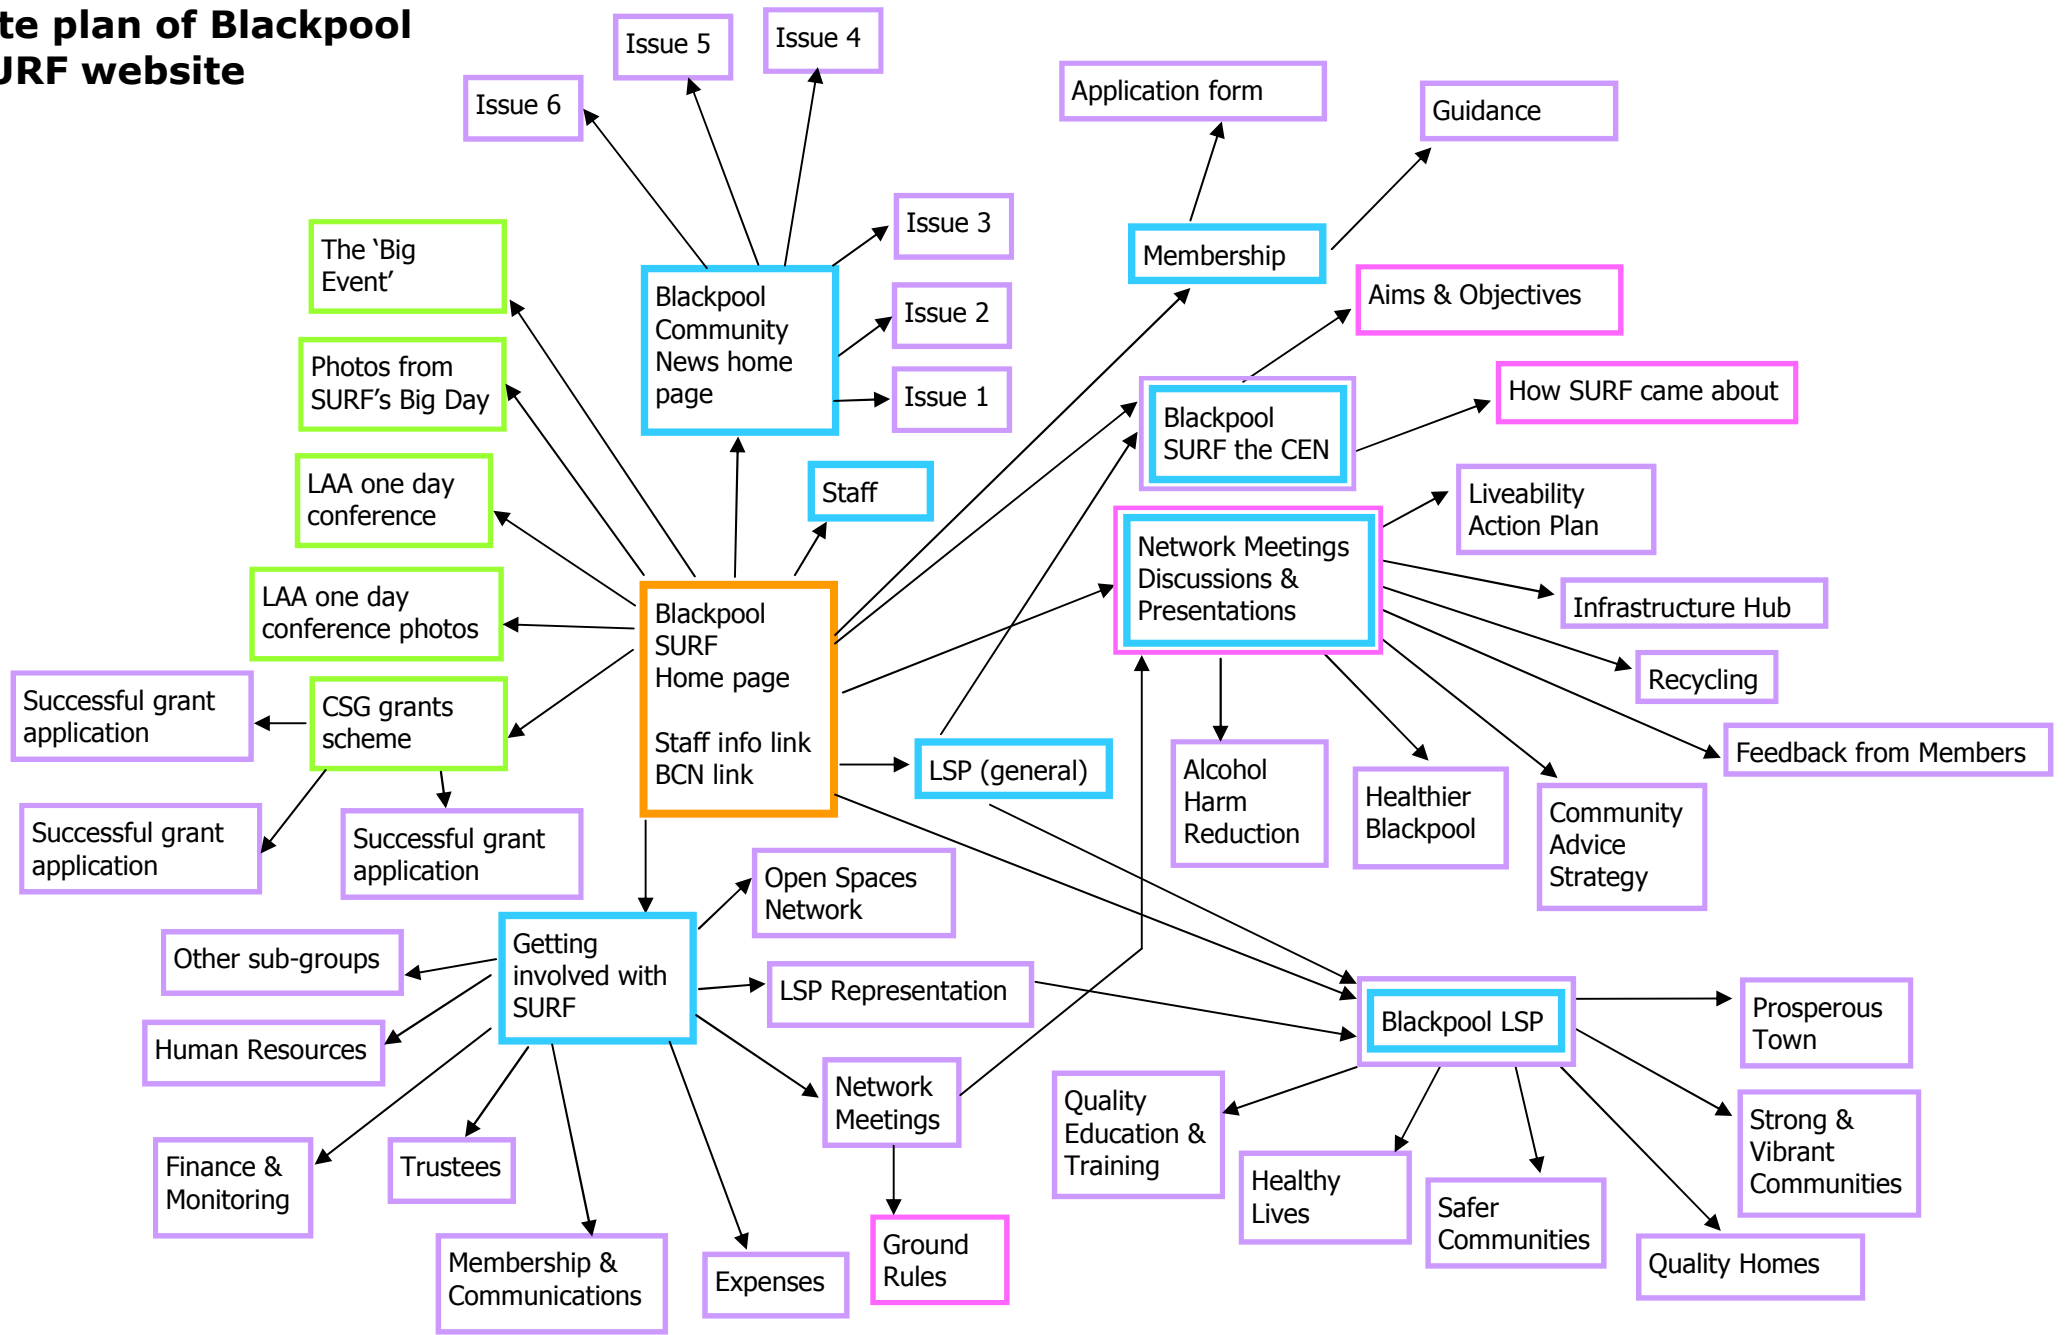 te plan of Blackpool
URF website
Issue 5
Issue 4
Issue 6
Application form
Guidance
Issue 3
The ‘Big
Event’
Membership
Blackpool
Community
News home
page
Issue 2
Aims & Objectives
Photos from
SURF’s Big Day
Issue 1
How SURF came about
Blackpool
SURF the CEN
LAA one day
conference
Staff
Liveability
Action Plan
Network Meetings
Discussions &
Presentations
LAA one day
conference photos
Infrastructure Hub
Blackpool
SURF
Home page
Staff info link
BCN link
Recycling
Successful grant
application
CSG grants
scheme
Feedback from Members
LSP (general)
Alcohol
Harm
Reduction
Healthier
Blackpool
Community
Advice
Strategy
Successful grant
application
Successful grant
application
Open Spaces
Network
Other sub-groups
Getting
involved with
SURF
LSP Representation
Blackpool LSP
Prosperous
Town
Human Resources
Network
Meetings
Quality
Education &
Training
Strong &
Vibrant
Communities
Finance &
Monitoring
Trustees
Healthy
Lives
Safer
Communities
Quality Homes
Membership &
Communications
Expenses
Ground
Rules